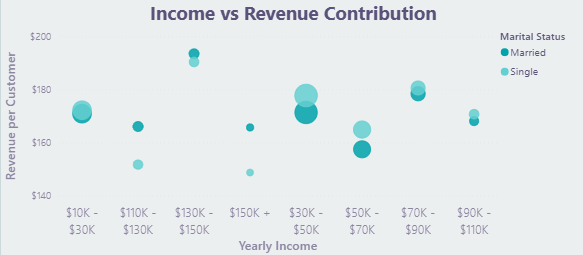 Income vs Revenue Contribution
Marital Status
Married
Single
Revenue per Customer
$200
$180
$160
$140
$10K -
$30K
$110K -
$130K
$130K -
$150K
$150K +
$30K -
$50K
$50K -
$70K
$70K -
$90K
$90K -
$110K
Yearly Income